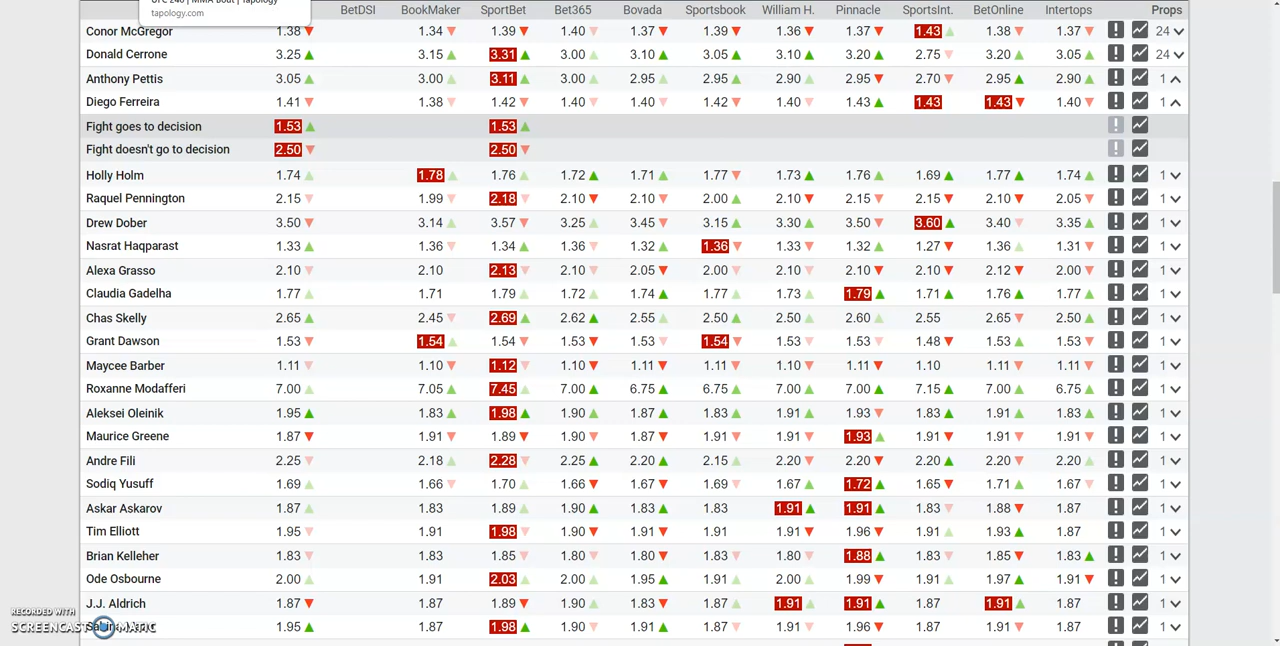 UFC 246 | MMA Bout | Tapology
tapology.com
BetDSI BookMaker SportBet Bet365 Bovada Sportsbook William H. Pinnacle SportsInt. BetOnline Intertops Props
Conor McGregor 1.38▼ 1.34▼ 1.39▼ 1.40▼ 1.37▼ 1.39▼ 1.36▼ 1.37▼ 1.43▲ 1.38▼ 1.37▼ 24
Donald Cerrone 3.25▲ 3.15▲ 3.31▲ 3.00▲ 3.10▲ 3.05▲ 3.10▲ 3.20▲ 2.75▼ 3.20▲ 3.05▲ 24
Anthony Pettis 3.05▲ 3.00▲ 3.11▲ 3.00▲ 2.95▲ 2.95▲ 2.90▲ 2.95▼ 2.70▼ 2.95▲ 2.90▲ 1
Diego Ferreira 1.41▼ 1.38▼ 1.42▼ 1.40▼ 1.40▼ 1.42▼ 1.40▼ 1.43▲ 1.43 1.43▼ 1.40▼ 1
Fight goes to decision 1.53▲ 1.53▲
Fight doesn't go to decision 2.50▼ 2.50▼
Holly Holm 1.74▲ 1.78▲ 1.76▲ 1.72▲ 1.71▲ 1.77▼ 1.73▲ 1.76▲ 1.69▲ 1.77▲ 1.74▲ 1
Raquel Pennington 2.15▼ 1.99▼ 2.18▼ 2.10▼ 2.10▼ 2.00▲ 2.10▼ 2.15▼ 2.15▼ 2.10▼ 2.05▼ 1
Drew Dober 3.50▼ 3.14▲ 3.57▼ 3.25▲ 3.45▼ 3.15▲ 3.30▲ 3.50▼ 3.60▲ 3.40▼ 3.35▲ 1
Nasrat Haqparast 1.33▲ 1.36▼ 1.34▲ 1.36▼ 1.32▲ 1.36▼ 1.33▼ 1.32▲ 1.27▼ 1.36▲ 1.31▼ 1
Alexa Grasso 2.10▼ 2.10 2.13▼ 2.10▼ 2.05▼ 2.00▼ 2.10▼ 2.10▼ 2.10▼ 2.12▼ 2.00▼ 1
Claudia Gadelha 1.77▲ 1.71 1.79▲ 1.72▲ 1.74▲ 1.77▲ 1.73▲ 1.79▲ 1.71▲ 1.76▲ 1.77▲ 1
Chas Skelly 2.65▲ 2.45▼ 2.69▲ 2.62▲ 2.55▲ 2.50▲ 2.50▲ 2.60▲ 2.55 2.65▼ 2.50▲ 1
Grant Dawson 1.53▼ 1.54▲ 1.54▼ 1.53▼ 1.53▼ 1.54▼ 1.53▼ 1.53▼ 1.48▼ 1.53▲ 1.53▼ 1
Maycee Barber 1.11▼ 1.10▼ 1.12▼ 1.10▼ 1.11▼ 1.11▼ 1.10▼ 1.11▼ 1.10 1.11▼ 1.11▼ 1
Roxanne Modafferi 7.00▲ 7.05▲ 7.45▲ 7.00▲ 6.75▲ 6.75▲ 7.00▲ 7.00▲ 7.15▲ 7.00▲ 6.75▲ 1
Aleksei Oleinik 1.95▲ 1.83▲ 1.98▲ 1.90▲ 1.87▲ 1.83▲ 1.91▲ 1.93▼ 1.83▲ 1.91▲ 1.83▲ 1
Maurice Greene 1.87▼ 1.91▼ 1.89▼ 1.90▼ 1.87▼ 1.91▼ 1.91▼ 1.93▲ 1.91▼ 1.91▼ 1.91▼ 1
Andre Fili 2.25▼ 2.18▲ 2.28▼ 2.25▲ 2.20▲ 2.15▲ 2.20▼ 2.20▼ 2.20▲ 2.20▼ 2.20▲ 1
Sodiq Yusuff 1.69▲ 1.66▼ 1.70▲ 1.66▼ 1.67▼ 1.69▼ 1.67▲ 1.72▲ 1.65▼ 1.71▲ 1.67▼ 1
Askar Askarov 1.87▲ 1.83 1.89▲ 1.90▲ 1.83▲ 1.83 1.91▲ 1.91▲ 1.83▼ 1.88▼ 1.87 1
Tim Elliott 1.95▼ 1.91 1.98▼ 1.90▼ 1.91▼ 1.91 1.91▼ 1.96▼ 1.91▲ 1.93▲ 1.87 1
Brian Kelleher 1.83▼ 1.83 1.85▼ 1.80▼ 1.80▼ 1.83▼ 1.80▼ 1.88▲ 1.83▼ 1.85▼ 1.83▲ 1
Ode Osbourne 2.00▲ 1.91 2.03▲ 2.00▲ 1.95▲ 1.91▲ 2.00▲ 1.99▼ 1.91▲ 1.97▲ 1.91▼ 1
J.J. Aldrich 1.87▼ 1.87 1.89▼ 1.90▲ 1.83▼ 1.87▲ 1.91▲ 1.91▲ 1.87 1.91▲ 1.87 1
1.95▲ 1.87 1.98▲ 1.90▼ 1.91▲ 1.87▼ 1.91▼ 1.96▼ 1.87 1.91▼ 1.87 1
RECORDED WITH
SCREENCAST MATIC